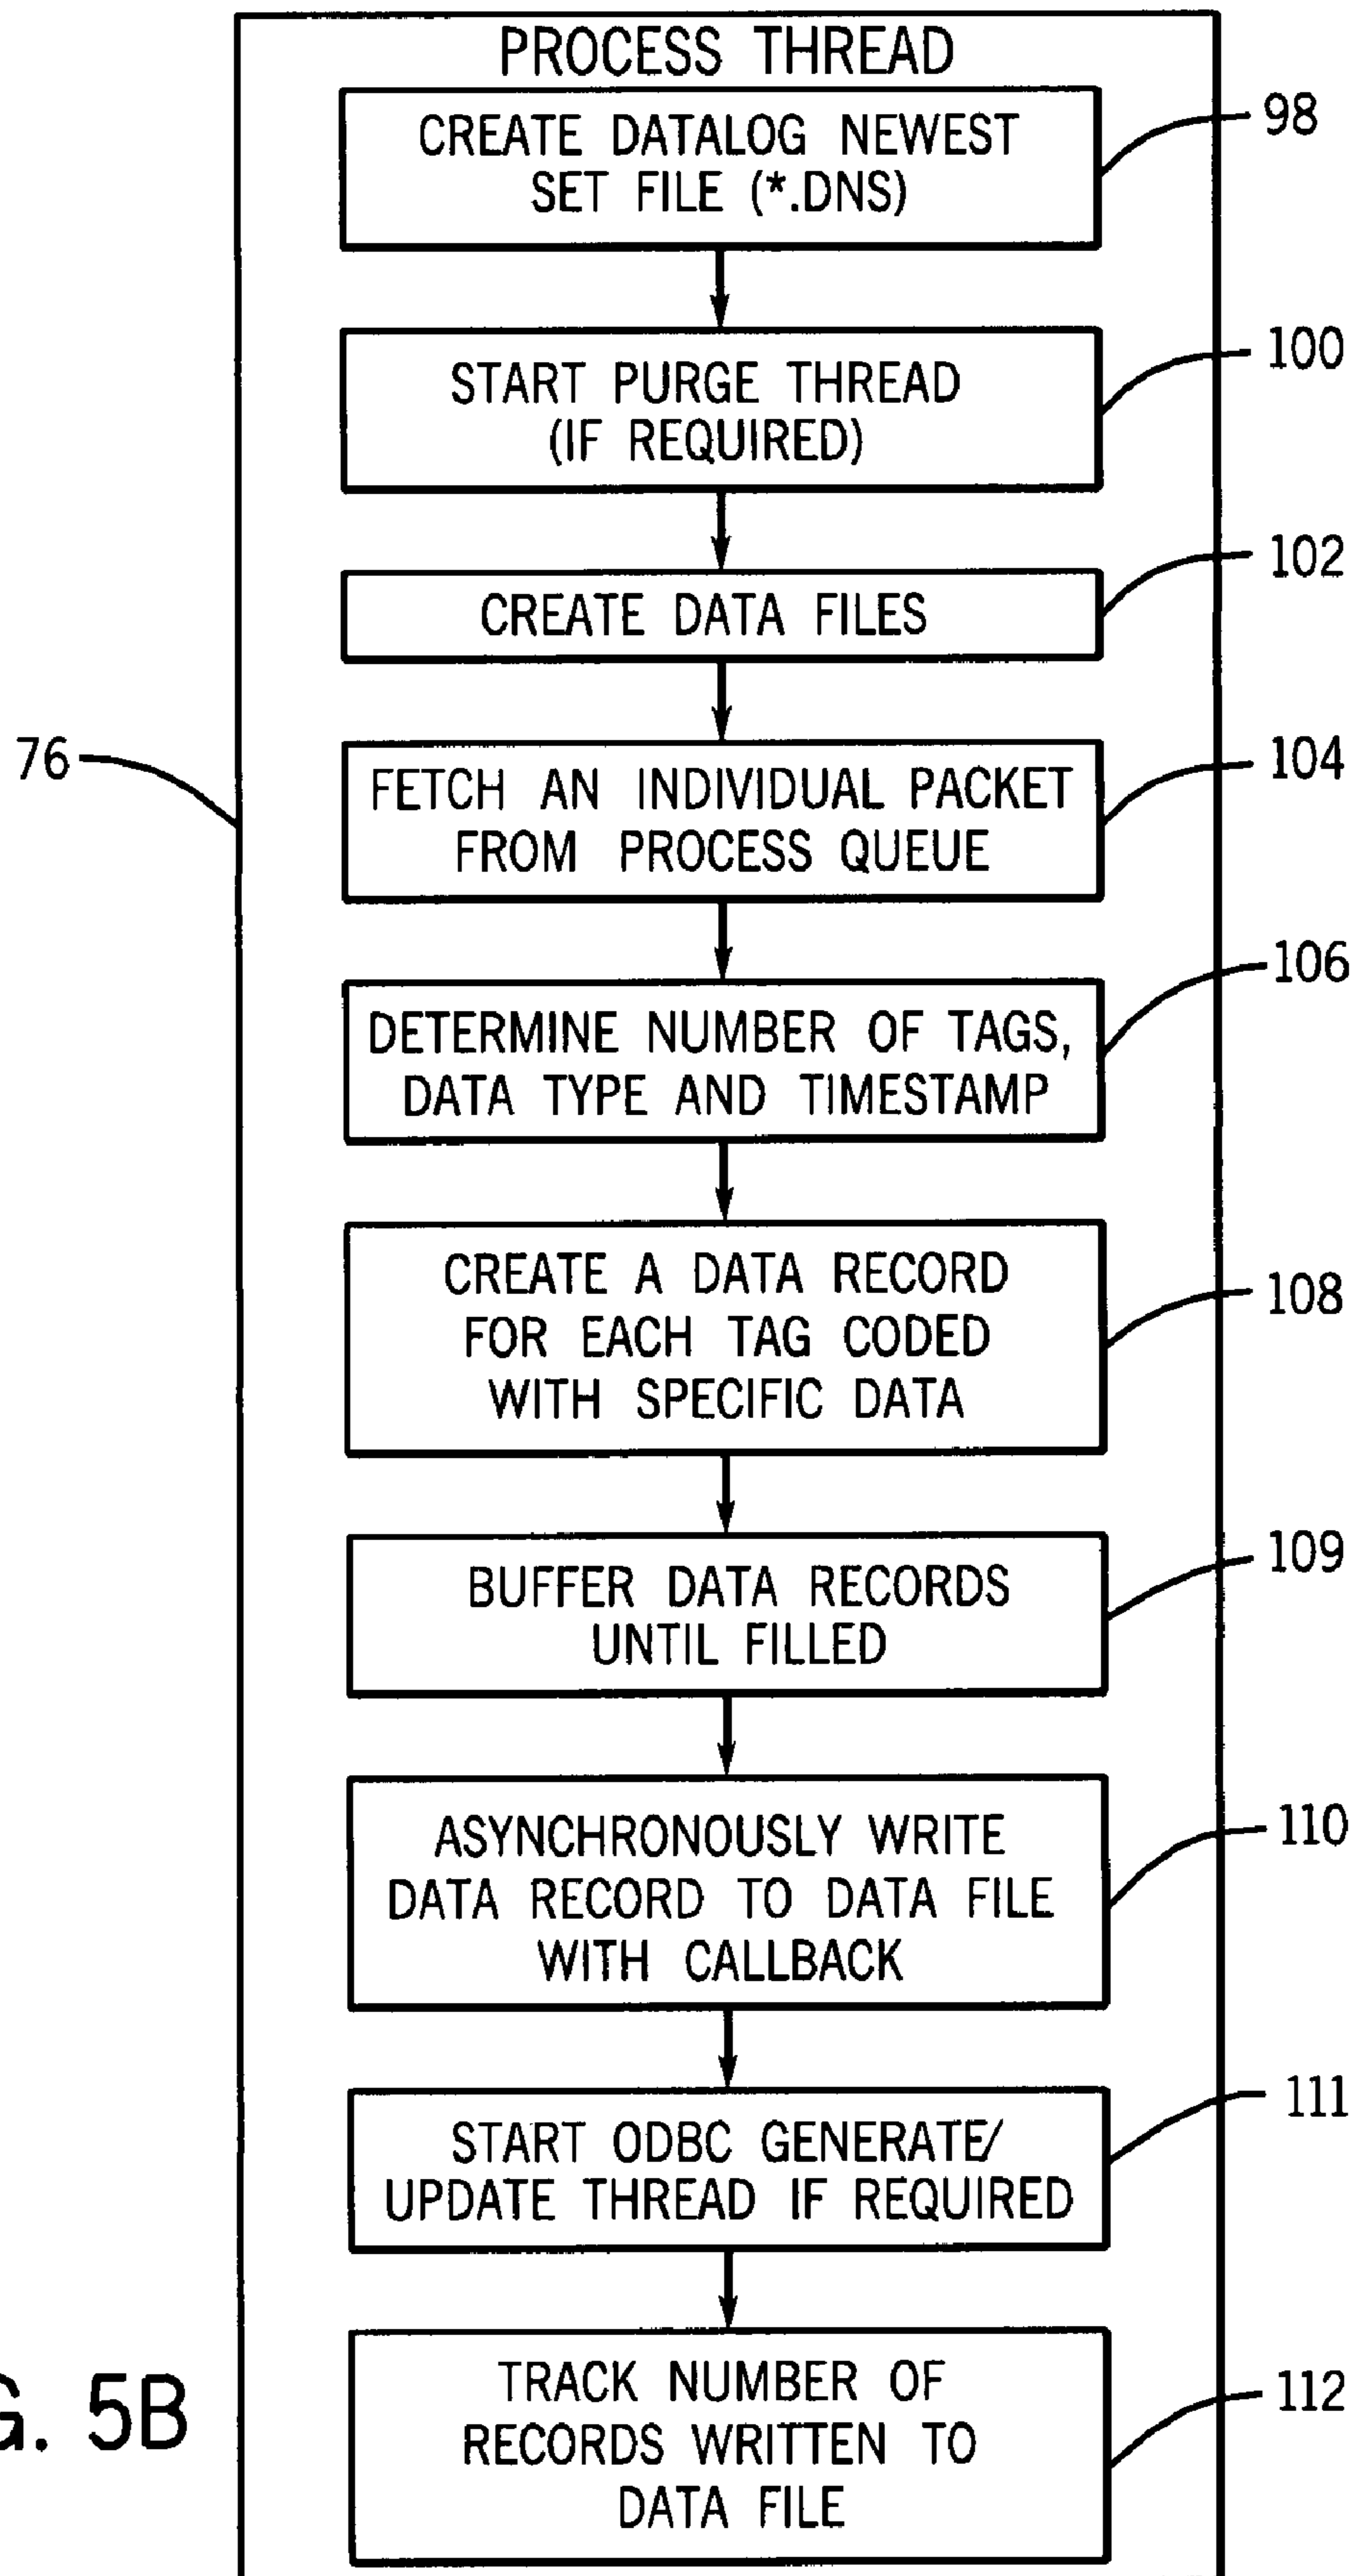 PROCESS THREAD
CREATE DATALOG NEWEST
SET FILE (*.DNS)
98
START PURGE THREAD
(IF REQUIRED)
100
CREATE DATA FILES
102
76
FETCH AN INDIVIDUAL PACKET
FROM PROCESS QUEUE
104
DETERMINE NUMBER OF TAGS,
DATA TYPE AND TIMESTAMP
106
CREATE A DATA RECORD
FOR EACH TAG CODED
WITH SPECIFIC DATA
108
BUFFER DATA RECORDS
UNTIL FILLED
109
ASYNCHRONOUSLY WRITE
DATA RECORD TO DATA FILE
WITH CALLBACK
110
START ODBC GENERATE/
UPDATE THREAD IF REQUIRED
111
TRACK NUMBER OF
RECORDS WRITTEN TO
DATA FILE
112
G. 5B